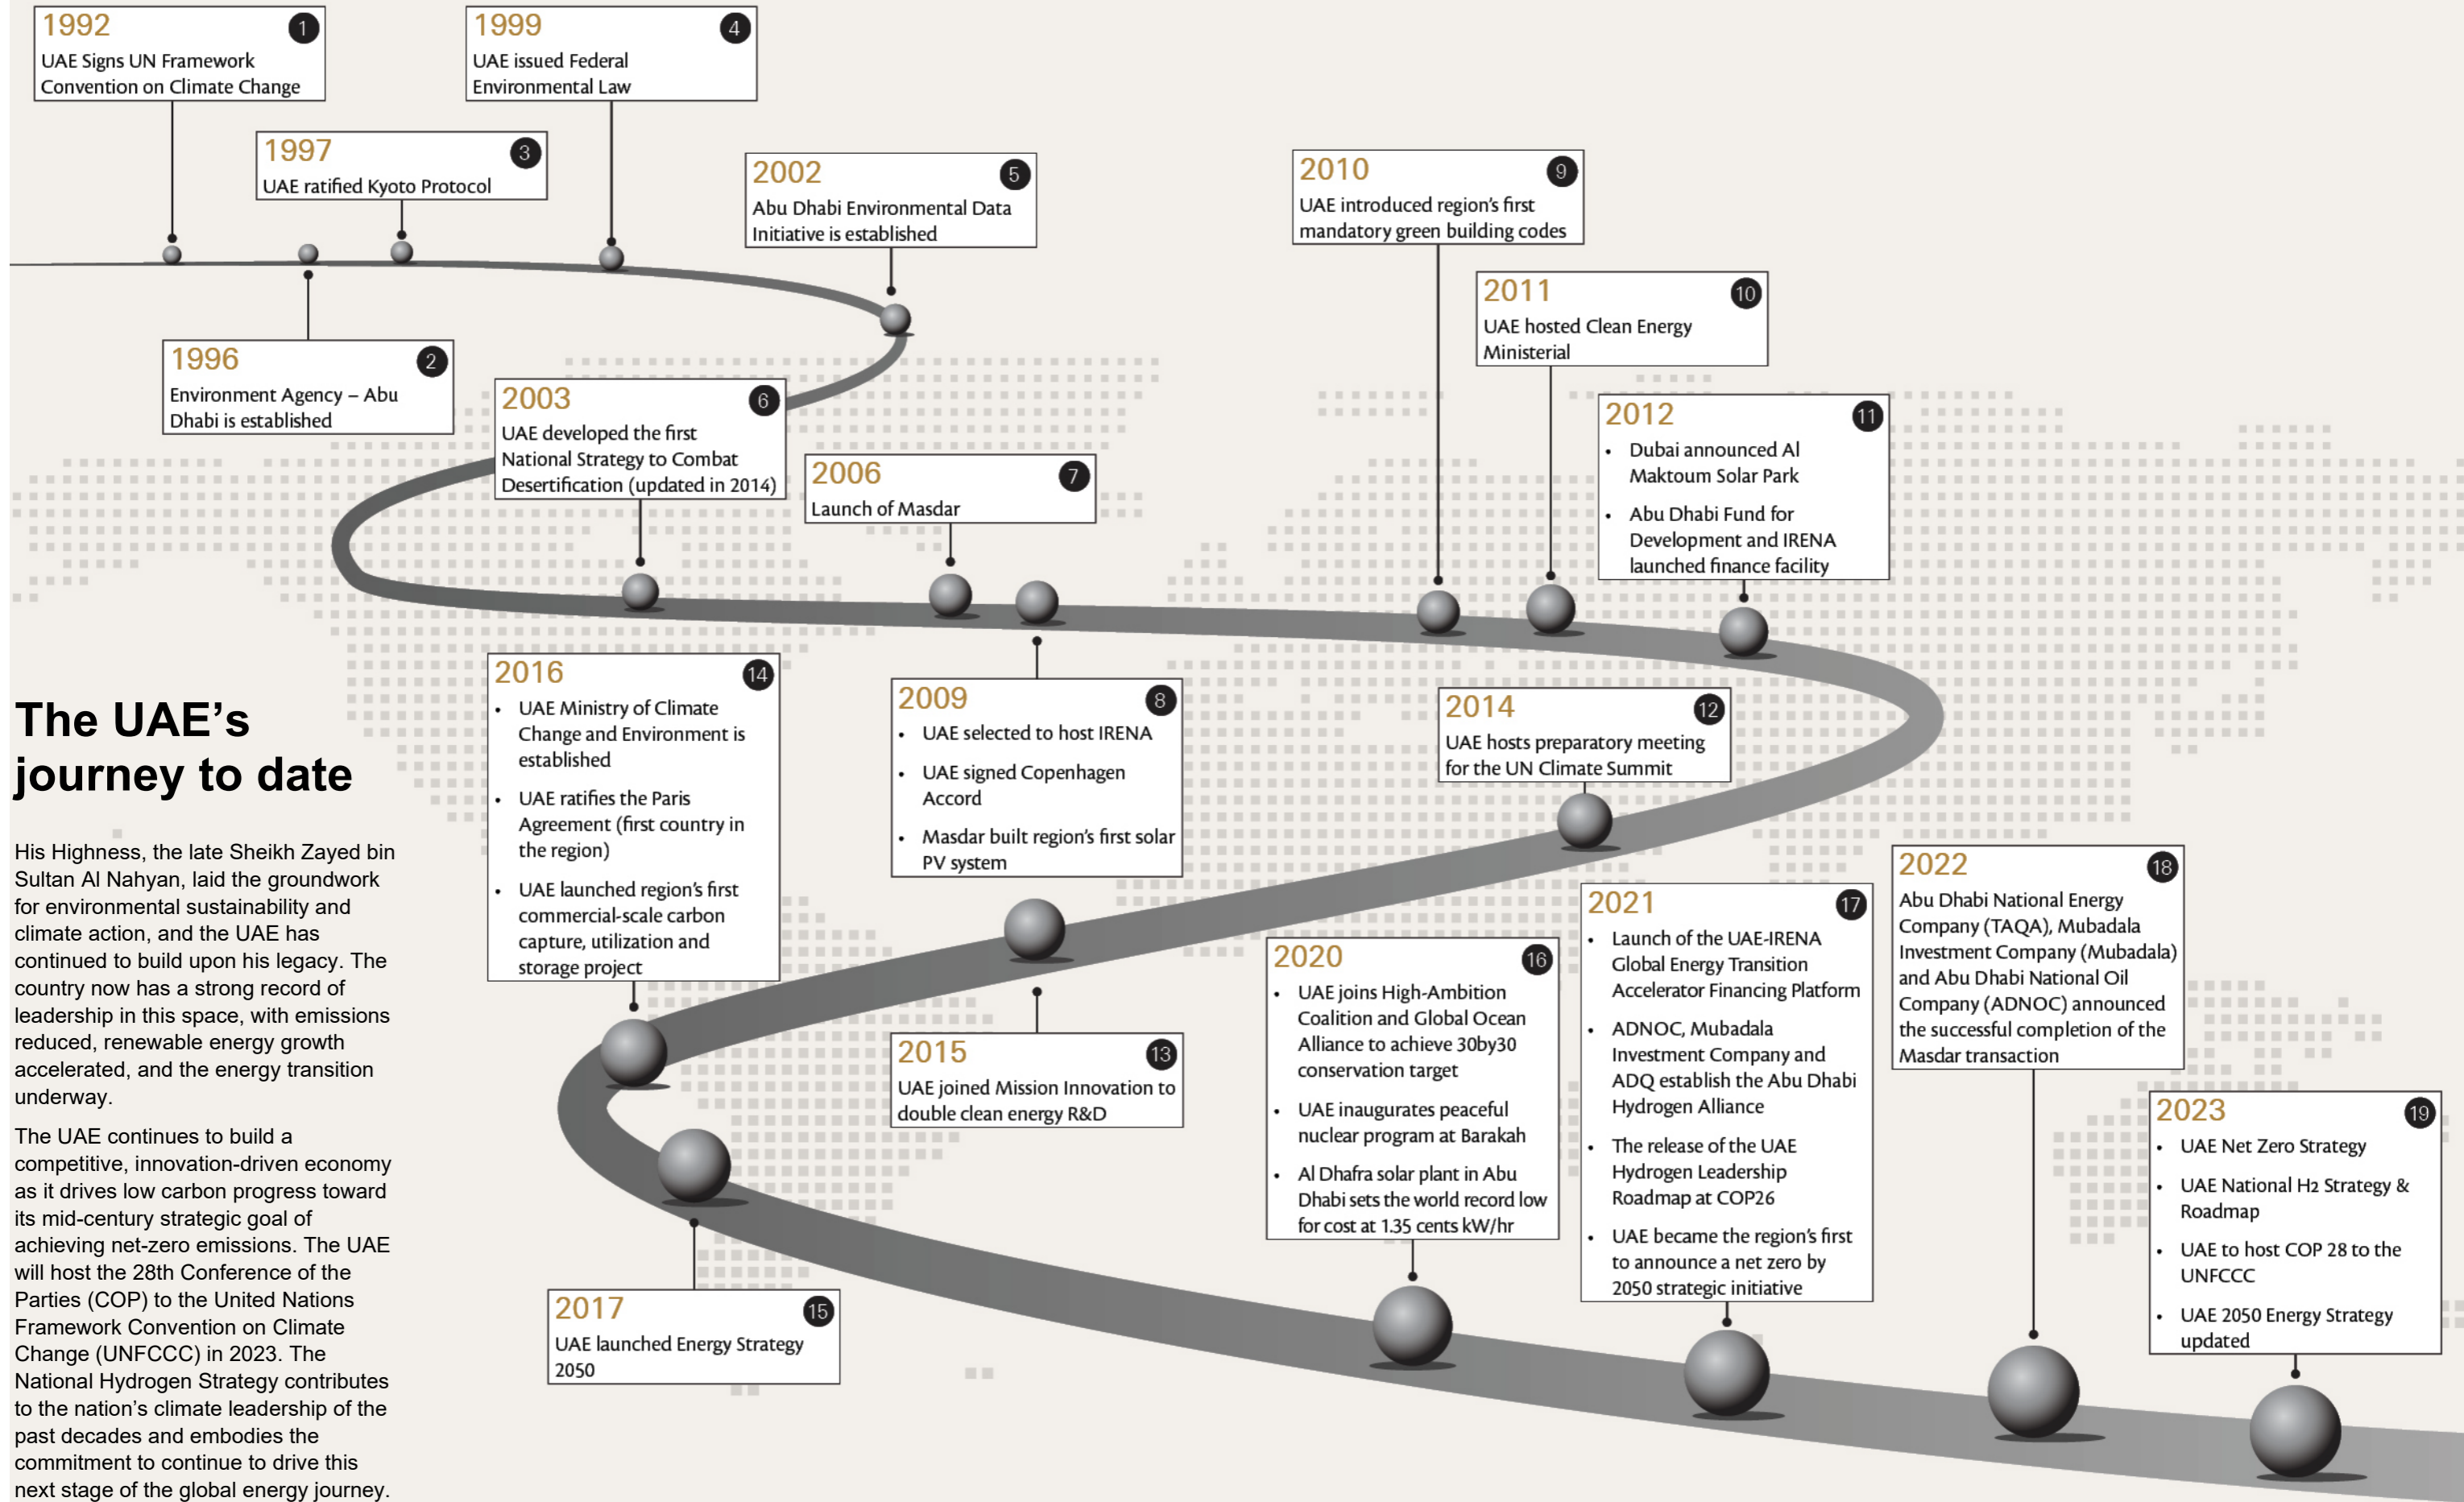 1992
1
UAE Signs UN Framework
Convention on Climate Change
1996
2
Environment Agency – Abu
Dhabi is established
1997
3
UAE ratified Kyoto Protocol
1999
4
UAE issued Federal
Environmental Law
2002
5
Abu Dhabi Environmental Data
Initiative is established
2003
6
UAE developed the first
National Strategy to Combat
Desertification (updated in 2014)
2006
7
Launch of Masdar
2009
8
• UAE selected to host IRENA
• UAE signed Copenhagen
Accord
• Masdar built region's first solar
PV system
2010
9
UAE introduced region's first
mandatory green building codes
2011
10
UAE hosted Clean Energy
Ministerial
2012
11
• Dubai announced Al
Maktoum Solar Park
• Abu Dhabi Fund for
Development and IRENA
launched finance facility
2014
12
UAE hosts preparatory meeting
for the UN Climate Summit
2015
13
UAE joined Mission Innovation to
double clean energy R&D
2016
14
• UAE Ministry of Climate
Change and Environment is
established
• UAE ratifies the Paris
Agreement (first country in
the region)
• UAE launched region's first
commercial-scale carbon
capture, utilization and
storage project
2017
15
UAE launched Energy Strategy
2050
2020
16
• UAE joins High-Ambition
Coalition and Global Ocean
Alliance to achieve 30by30
conservation target
• UAE inaugurates peaceful
nuclear program at Barakah
• Al Dhafra solar plant in Abu
Dhabi sets the world record low
for cost at 1.35 cents kW/hr
2021
17
• Launch of the UAE-IRENA
Global Energy Transition
Accelerator Financing Platform
• ADNOC, Mubadala
Investment Company and
ADQ establish the Abu Dhabi
Hydrogen Alliance
• The release of the UAE
Hydrogen Leadership
Roadmap at COP26
• UAE became the region's first
to announce a net zero by
2050 strategic initiative
2022
18
Abu Dhabi National Energy
Company (TAQA), Mubadala
Investment Company (Mubadala)
and Abu Dhabi National Oil
Company (ADNOC) announced
the successful completion of the
Masdar transaction
2023
19
• UAE Net Zero Strategy
• UAE National H2 Strategy &
Roadmap
• UAE to host COP 28 to the
UNFCCC
• UAE 2050 Energy Strategy
updated
The UAE's
journey to date
His Highness, the late Sheikh Zayed bin
Sultan Al Nahyan, laid the groundwork
for environmental sustainability and
climate action, and the UAE has
continued to build upon his legacy. The
country now has a strong record of
leadership in this space, with emissions
reduced, renewable energy growth
accelerated, and the energy transition
underway.
The UAE continues to build a
competitive, innovation-driven economy
as it drives low carbon progress toward
its mid-century strategic goal of
achieving net-zero emissions. The UAE
will host the 28th Conference of the
Parties (COP) to the United Nations
Framework Convention on Climate
Change (UNFCCC) in 2023. The
National Hydrogen Strategy contributes
to the nation's climate leadership of the
past decades and embodies the
commitment to continue to drive this
next stage of the global energy journey.